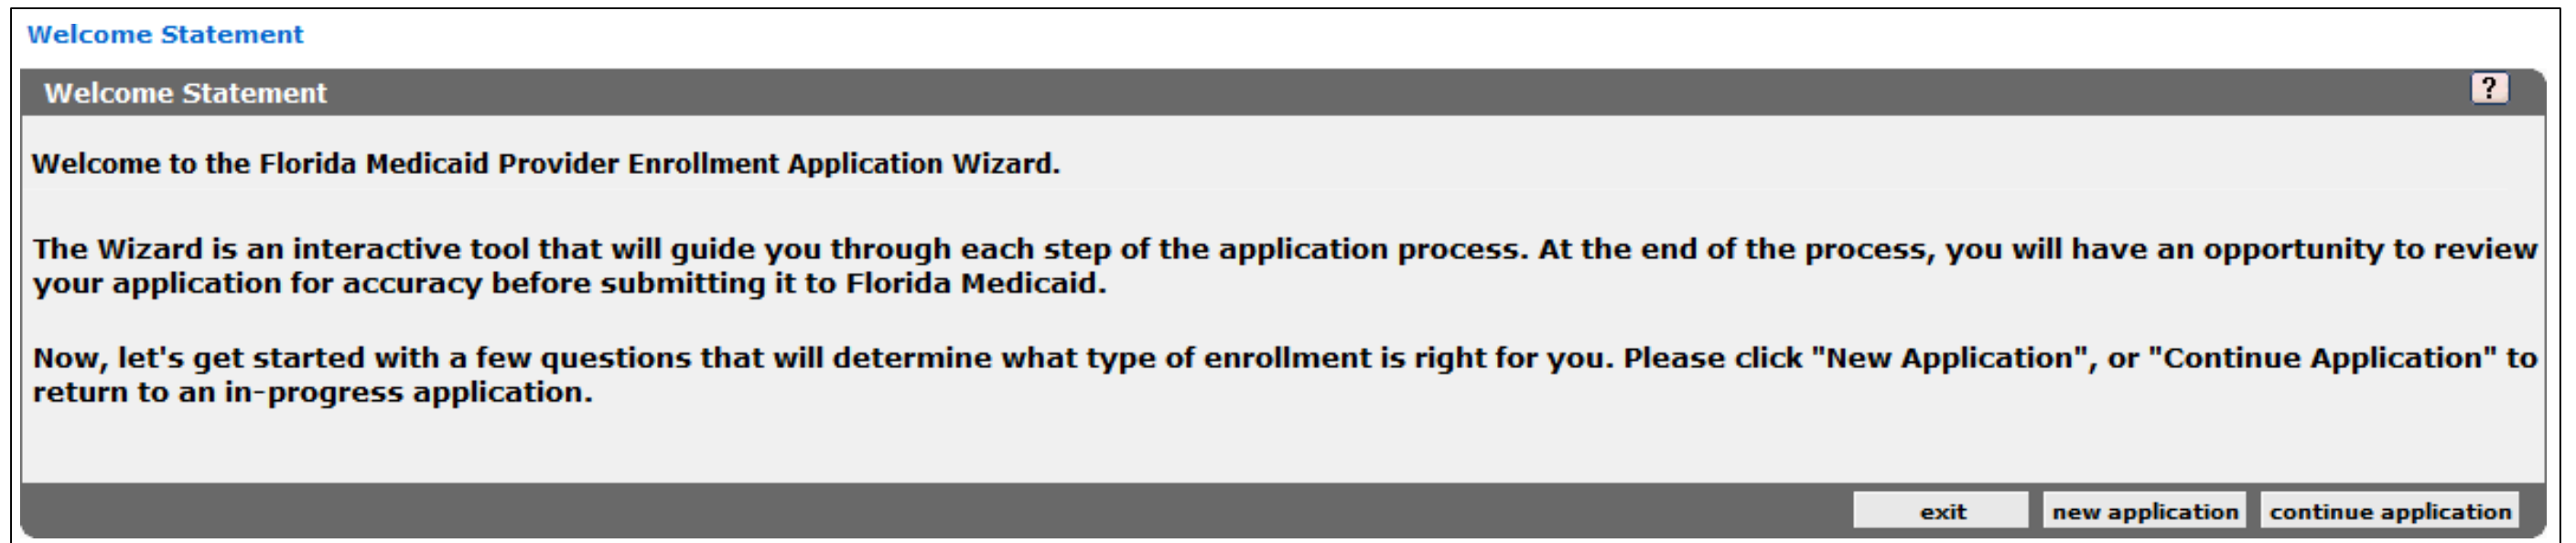 Welcome Statement
Welcome Statement
?
Welcome to the Florida Medicaid Provider Enrollment Application Wizard.
The Wizard is an interactive tool that will guide you through each step of the application process. At the end of the process, you will have an opportunity to review
your application for accuracy before submitting it to Florida Medicaid.
Now, let's get started with a few questions that will determine what type of enrollment is right for you. Please click "New Application", or "Continue Application" to
return to an in-progress application.
exit new application continue application